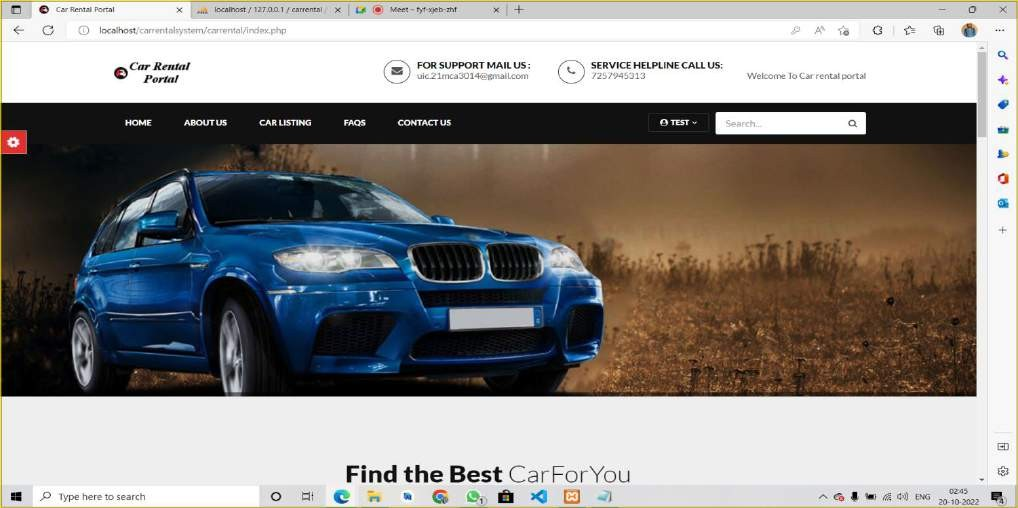 Car Rental Portal
localhost / 127.0.0.1 / carrental /
Meet - fyf-xjeb-zhf
localhost/carrentalsystem/carrental/index.php
Car Rental
Portal
FOR SUPPORT MAIL US :
uic.21mca3014@gmail.com
SERVICE HELPLINE CALL US:
7257945313
Welcome To Car rental portal
HOME
ABOUT US
CAR LISTING
FAQS
CONTACT US
TEST
Search...
Find the Best CarForYou
Type here to search
1
ENG
02:45
20-10-2022
4